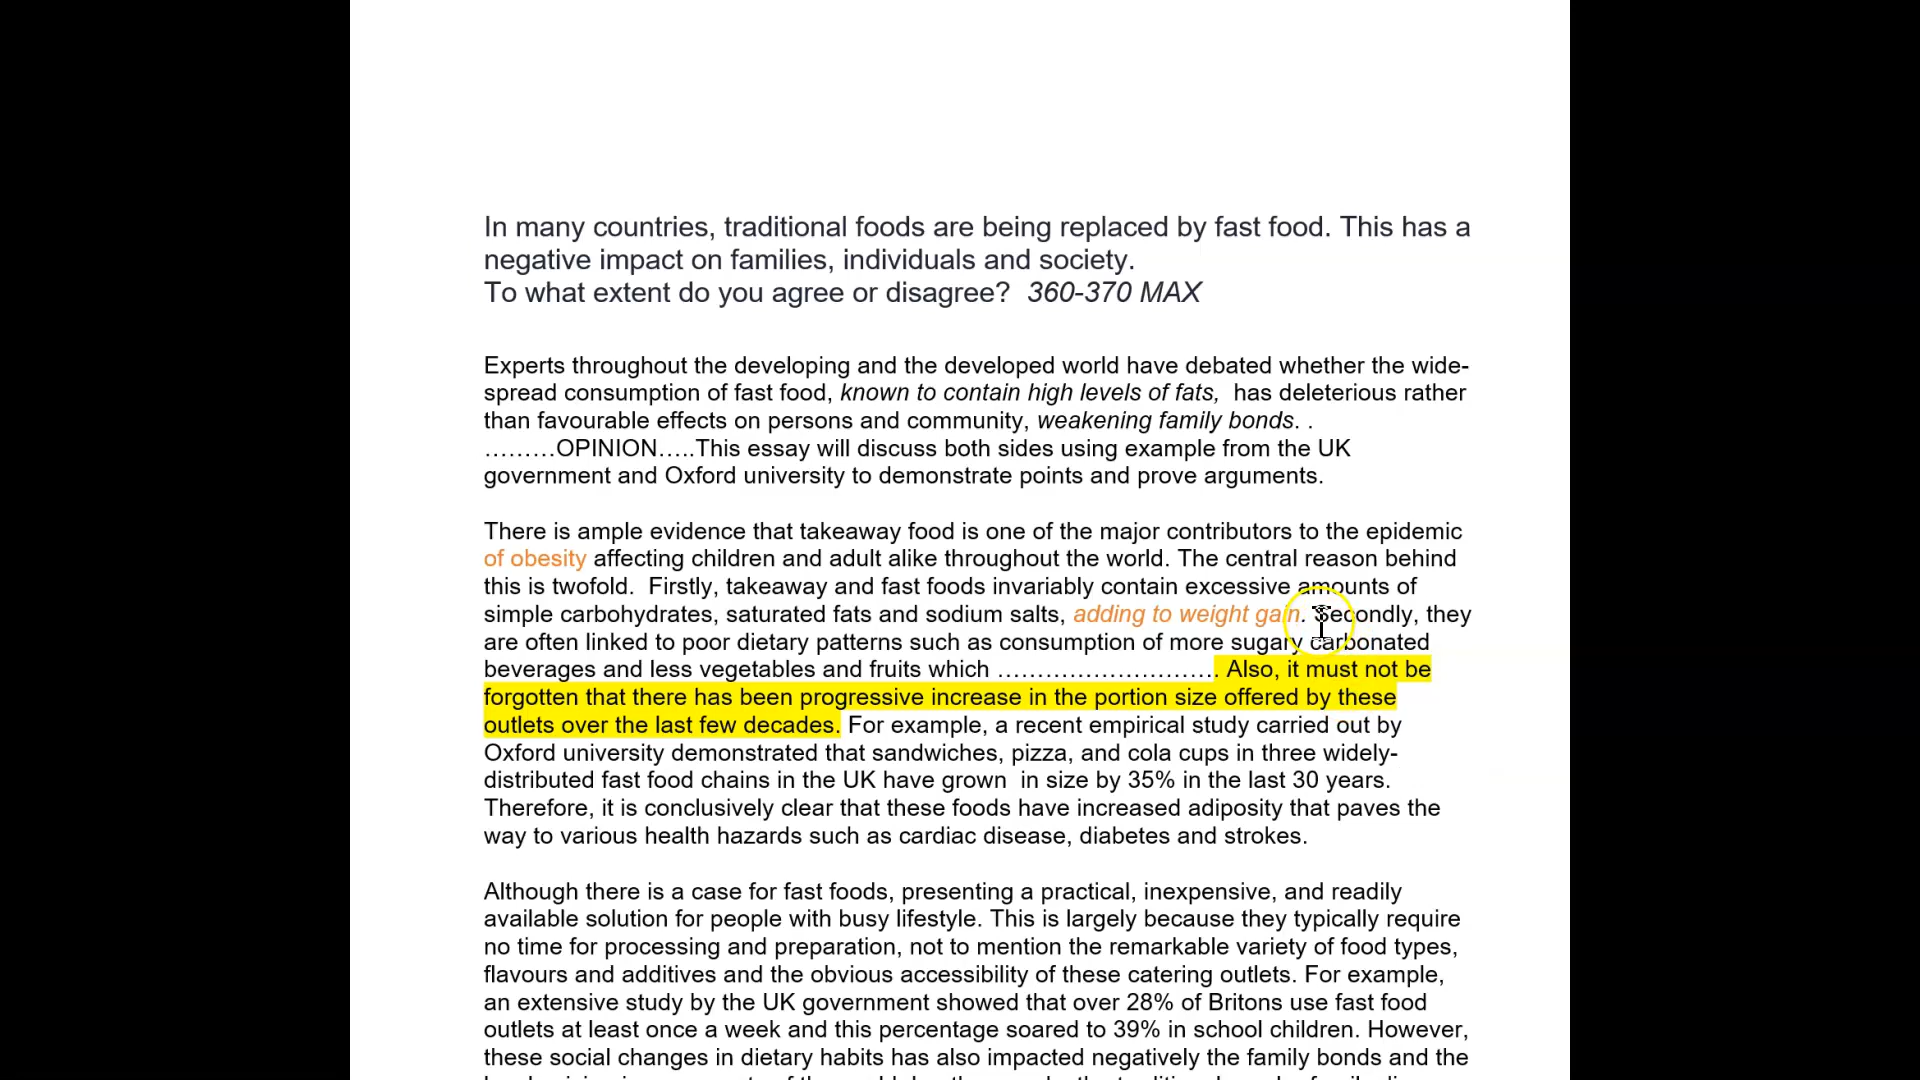 In many countries, traditional foods are being replaced by fast food. This has a
negative impact on families, individuals and society.
To what extent do you agree or disagree?  360-370 MAX
Experts throughout the developing and the developed world have debated whether the wide-
spread consumption of fast food, known to contain high levels of fats,  has deleterious rather
than favourable effects on persons and community, weakening family bonds. .
………OPINION…..This essay will discuss both sides using example from the UK
government and Oxford university to demonstrate points and prove arguments.
There is ample evidence that takeaway food is one of the major contributors to the epidemic
of obesity affecting children and adult alike throughout the world. The central reason behind
this is twofold.  Firstly, takeaway and fast foods invariably contain excessive amounts of
simple carbohydrates, saturated fats and sodium salts, adding to weight gain. Secondly, they
are often linked to poor dietary patterns such as consumption of more sugary carbonated
beverages and less vegetables and fruits which ………………………. Also, it must not be
forgotten that there has been progressive increase in the portion size offered by these
outlets over the last few decades. For example, a recent empirical study carried out by
Oxford university demonstrated that sandwiches, pizza, and cola cups in three widely-
distributed fast food chains in the UK have grown  in size by 35% in the last 30 years.
Therefore, it is conclusively clear that these foods have increased adiposity that paves the
way to various health hazards such as cardiac disease, diabetes and strokes.
Although there is a case for fast foods, presenting a practical, inexpensive, and readily
available solution for people with busy lifestyle. This is largely because they typically require
no time for processing and preparation, not to mention the remarkable variety of food types,
flavours and additives and the obvious accessibility of these catering outlets. For example,
an extensive study by the UK government showed that over 28% of Britons use fast food
outlets at least once a week and this percentage soared to 39% in school children. However,
these social changes in dietary habits has also impacted negatively the family bonds and the